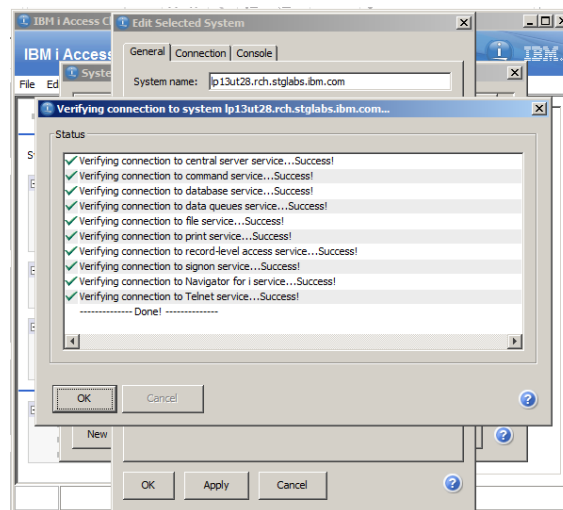 IBM i Access Cl
Edit Selected System
IBM i Access
IBM.
General
Connection
Console
Syste
System name:
lp13ut28.rch.stglabs.ibm.com
File
Ed
Verifying connection to system lp13ut28.rch.stglabs.ibm.com...
Status
S
Verifying connection to central server service...Success!
Verifying connection to command service...Success!
Verifying connection to database service...Success!
Verifying connection to data queues service...Success!
Verifying connection to file service...Success!
Verifying connection to print service...Success!
Verifying connection to record-level access service...Success!
Verifying connection to signon service...Success!
Verifying connection to Navigator for i service...Success!
Verifying connection to Telnet service...Success!
-------------- Done! --------------
OK
Cancel
New
OK
Apply
Cancel